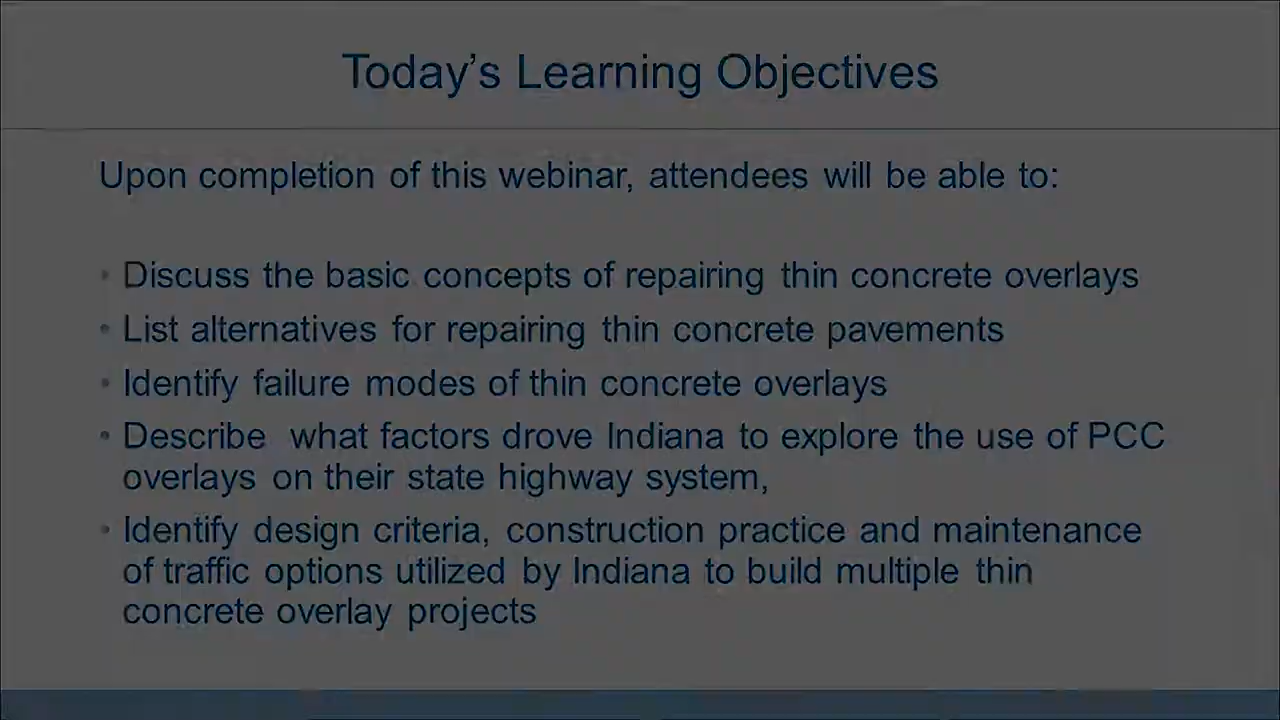 Today's Learning Objectives
Upon completion of this webinar, attendees will be able to:
• Discuss the basic concepts of repairing thin concrete overlays
• List alternatives for repairing thin concrete pavements
• Identify failure modes of thin concrete overlays
• Describe what factors drove Indiana to explore the use of PCC
overlays on their state highway system,
• Identify design criteria, construction practice and maintenance
of traffic options utilized by Indiana to build multiple thin
concrete overlay projects